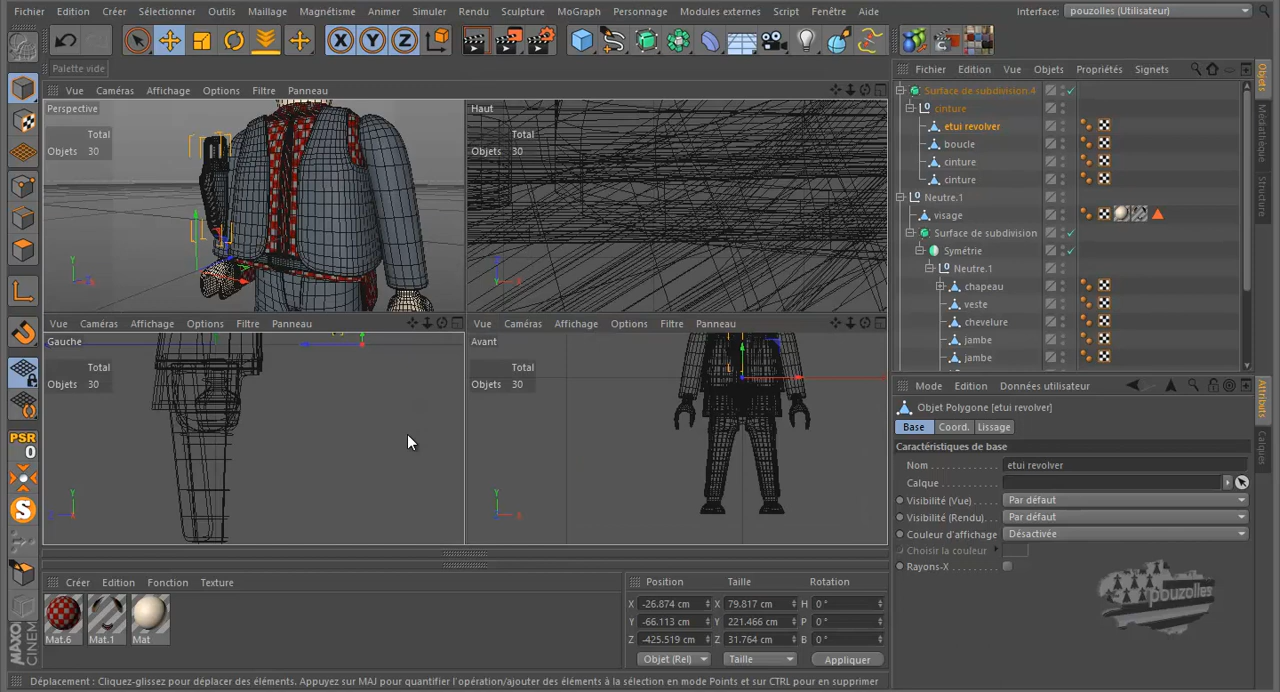 Fichier Edition Créer Sélectionner Outils Maillage Magnétisme Animer Simuler Rendu Sculpture MoGraph Personnage Modules externes Script Fenêtre Aide Interface: pouzolles (Utilisateur)
X Y Z
Palette vide
Vue Caméras Affichage Options Filtre Panneau
Perspective
Total
Objets 30
Haut
Total
Objets 30
Vue Caméras Affichage Options Filtre Panneau
Gauche
Total
Objets 30
Vue Caméras Affichage Options Filtre Panneau
Avant
Total
Objets 30
Fichier Edition Vue Objets Propriétés Signets
Surface de subdivision.4
cinture
etui revolver
boucle
cinture
cinture
Neutre.1
visage
Surface de subdivision
Symétrie
Neutre.1
chapeau
veste
chevelure
jambe
jambe
Objets
Médiathèque
Structure
Mode Edition Données utilisateur
Objet Polygone [etui revolver]
Base Coord. Lissage
Caractéristiques de base
Nom etui revolver
Calque
Visibilité (Vue) Par défaut
Visibilité (Rendu) Par défaut
Couleur d'affichage Désactivée
Choisir la couleur
Rayons-X
Attributs
Calques
pouzolles
PSR
0
S
MAXO
CINEM
Créer Edition Fonction Texture
Mat.6 Mat.1 Mat
Position Taille Rotation
X -26.874 cm X 79.817 cm H 0 °
Y -66.113 cm Y 221.466 cm P 0 °
Z -425.519 cm Z 31.764 cm B 0 °
Objet (Rel) Taille Appliquer
Déplacement : Cliquez-glissez pour déplacer des éléments. Appuyez sur MAJ pour quantifier l'opération/ajouter des éléments à la sélection en mode Points et sur CTRL pour en supprimer